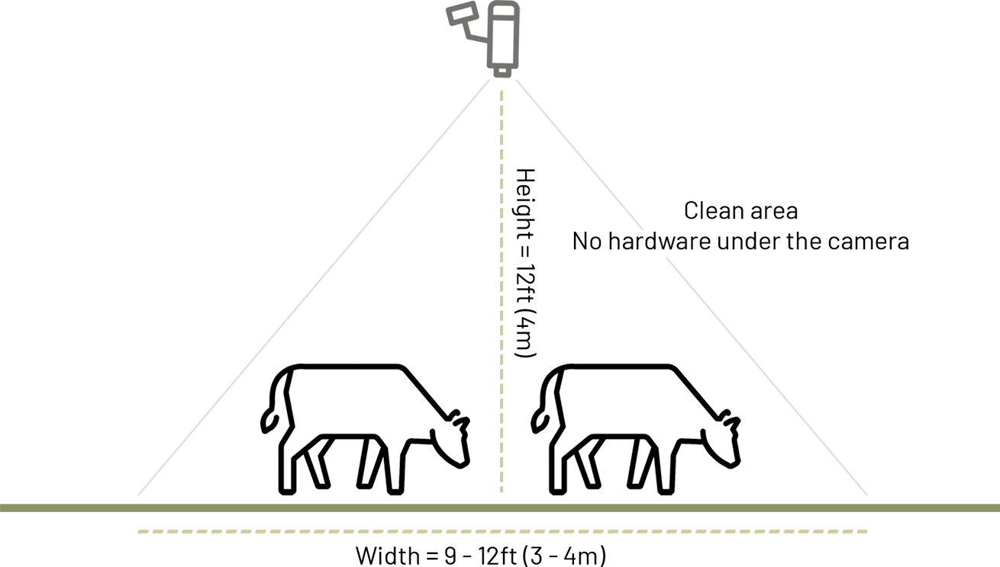 Height = 12ft (4m)
Clean area
No hardware under the camera
Width = 9 - 12ft (3 - 4m)